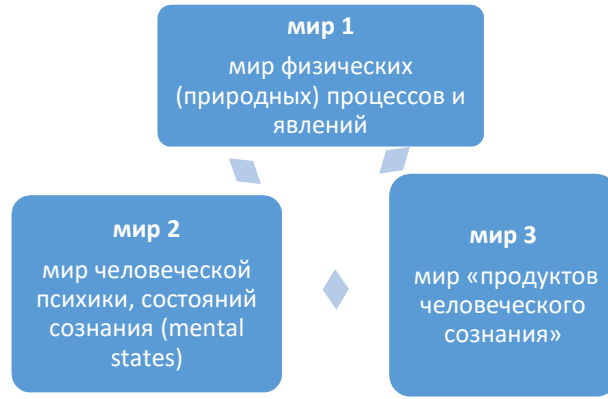 мир 1
мир физических
(природных) процессов и
явлений
мир 2
мир человеческой
психики, состояний
сознания (mental
states)
мир 3
мир «продуктов
человеческого
сознания»